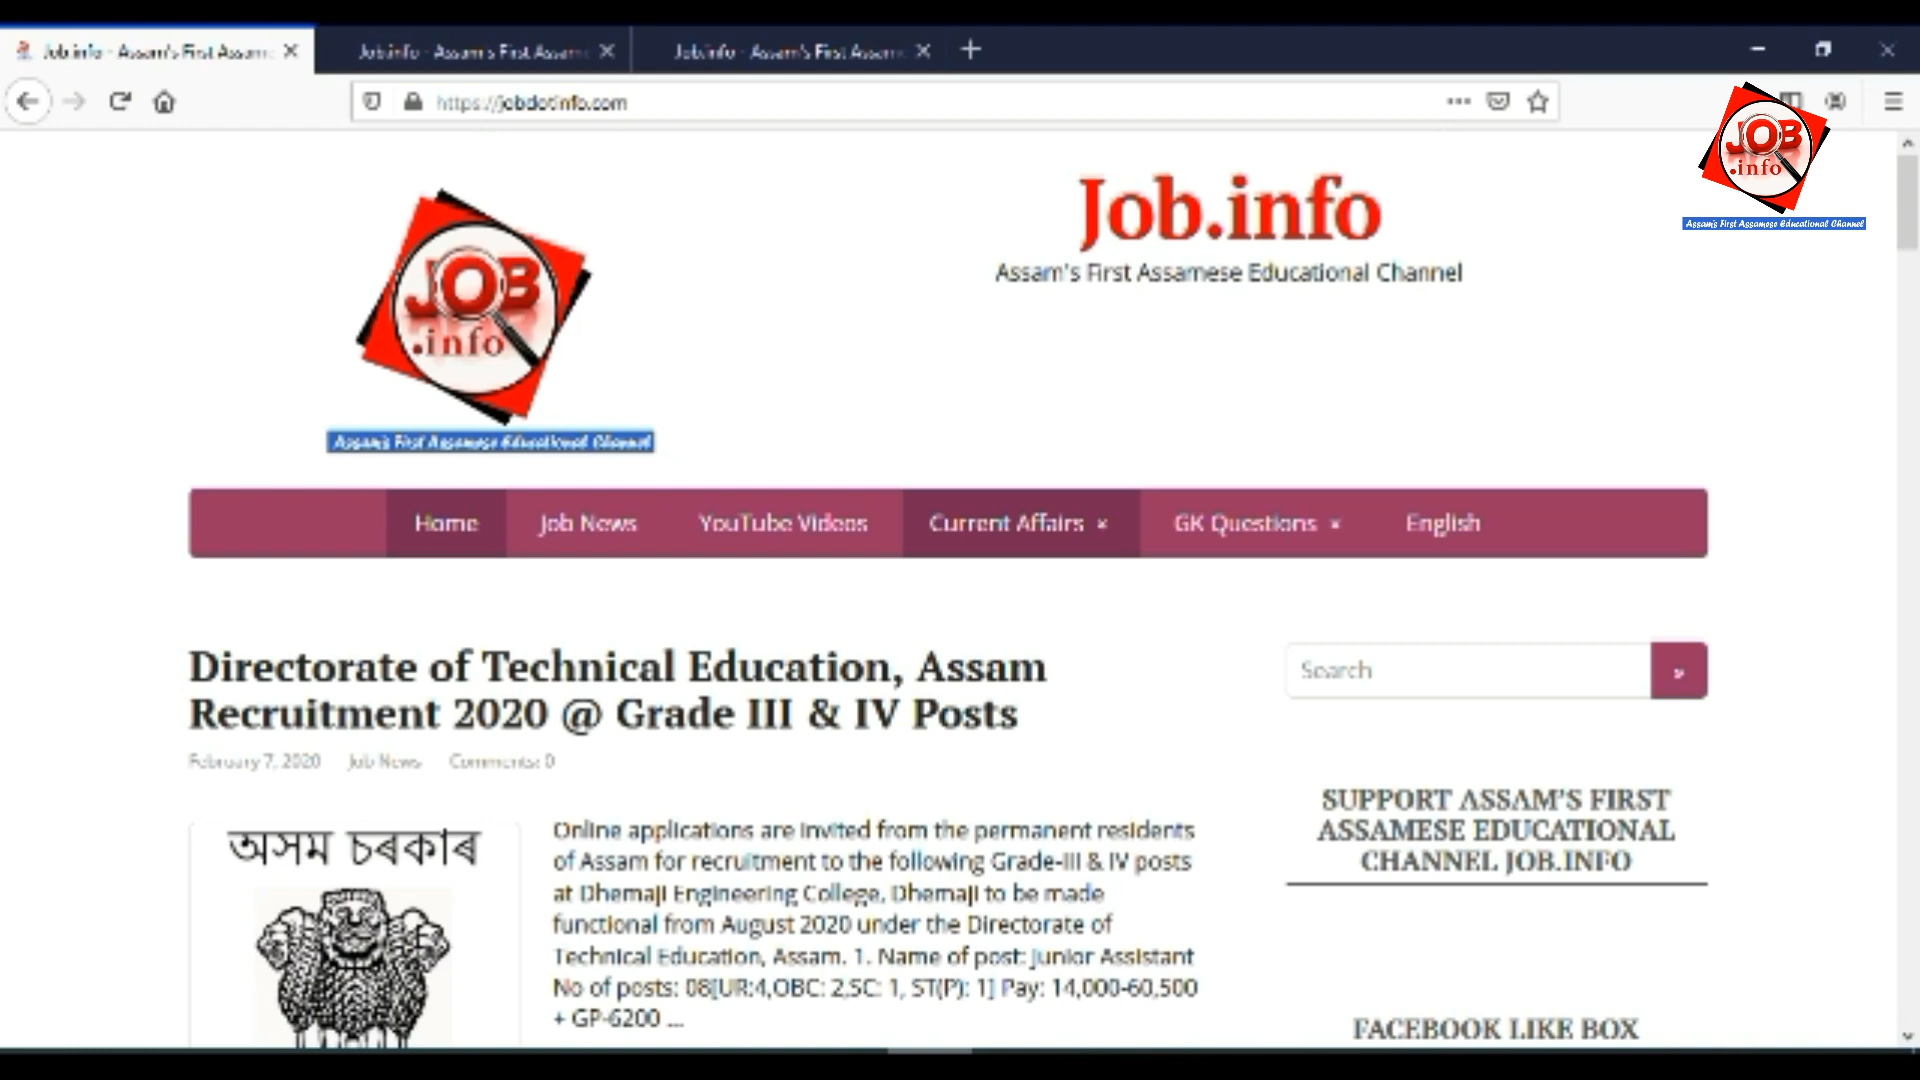 Job.info - Assam's First Assam
Job.info - Assam's First Assam
Job.info - Assam's First Assam
https://jobdotinfo.com
JOB
.info
Assam's First Assamese Educational Channel
Job.info
Assam's First Assamese Educational Channel
JOB
.info
Assam's First Assamese Educational Channel
Home
Job News
YouTube Videos
Current Affairs
GK Questions
English
Directorate of Technical Education, Assam
Recruitment 2020 @ Grade III & IV Posts
February 7, 2020 Job News Comments: 0
Search
অসম চৰকাৰ
Online applications are invited from the permanent residents
of Assam for recruitment to the following Grade-III & IV posts
at Dhemaji Engineering College, Dhemaji to be made
functional from August 2020 under the Directorate of
Technical Education, Assam. 1. Name of post: Junior Assistant
No of posts: 08[UR:4,OBC: 2,SC: 1, ST(P): 1] Pay: 14,000-60,500
+ GP-6200 ...
SUPPORT ASSAM'S FIRST
ASSAMESE EDUCATIONAL
CHANNEL JOB.INFO
FACEBOOK LIKE BOX